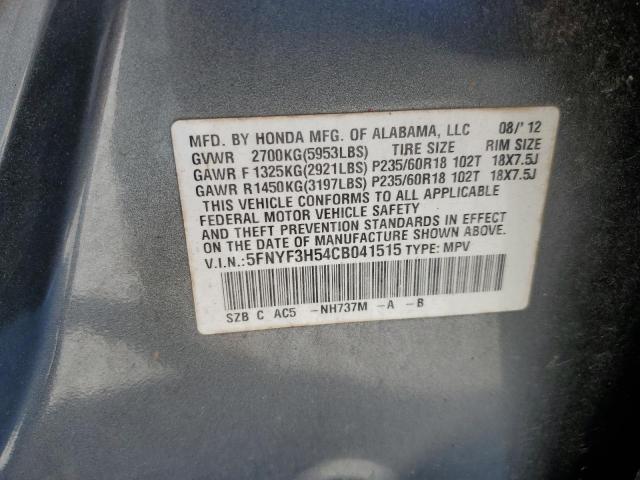 MFD. BY HONDA MFG. OF ALABAMA, LLC 08/'12
GVWR 2700KG(5953LBS) TIRE SIZE RIM SIZE
GAWR F 1325KG(2921LBS) P235/60R18 102T 18X7.5J
GAWR R1450KG(3197LBS) P235/60R18 102T 18X7.5J
THIS VEHICLE CONFORMS TO ALL APPLICABLE
FEDERAL MOTOR VEHICLE SAFETY
AND THEFT PREVENTION STANDARDS IN EFFECT
ON THE DATE OF MANUFACTURE SHOWN ABOVE.
V.I.N.:5FNYF3H54CB041515 TYPE: MPV
SZB C AC5 -NH737M -A -B